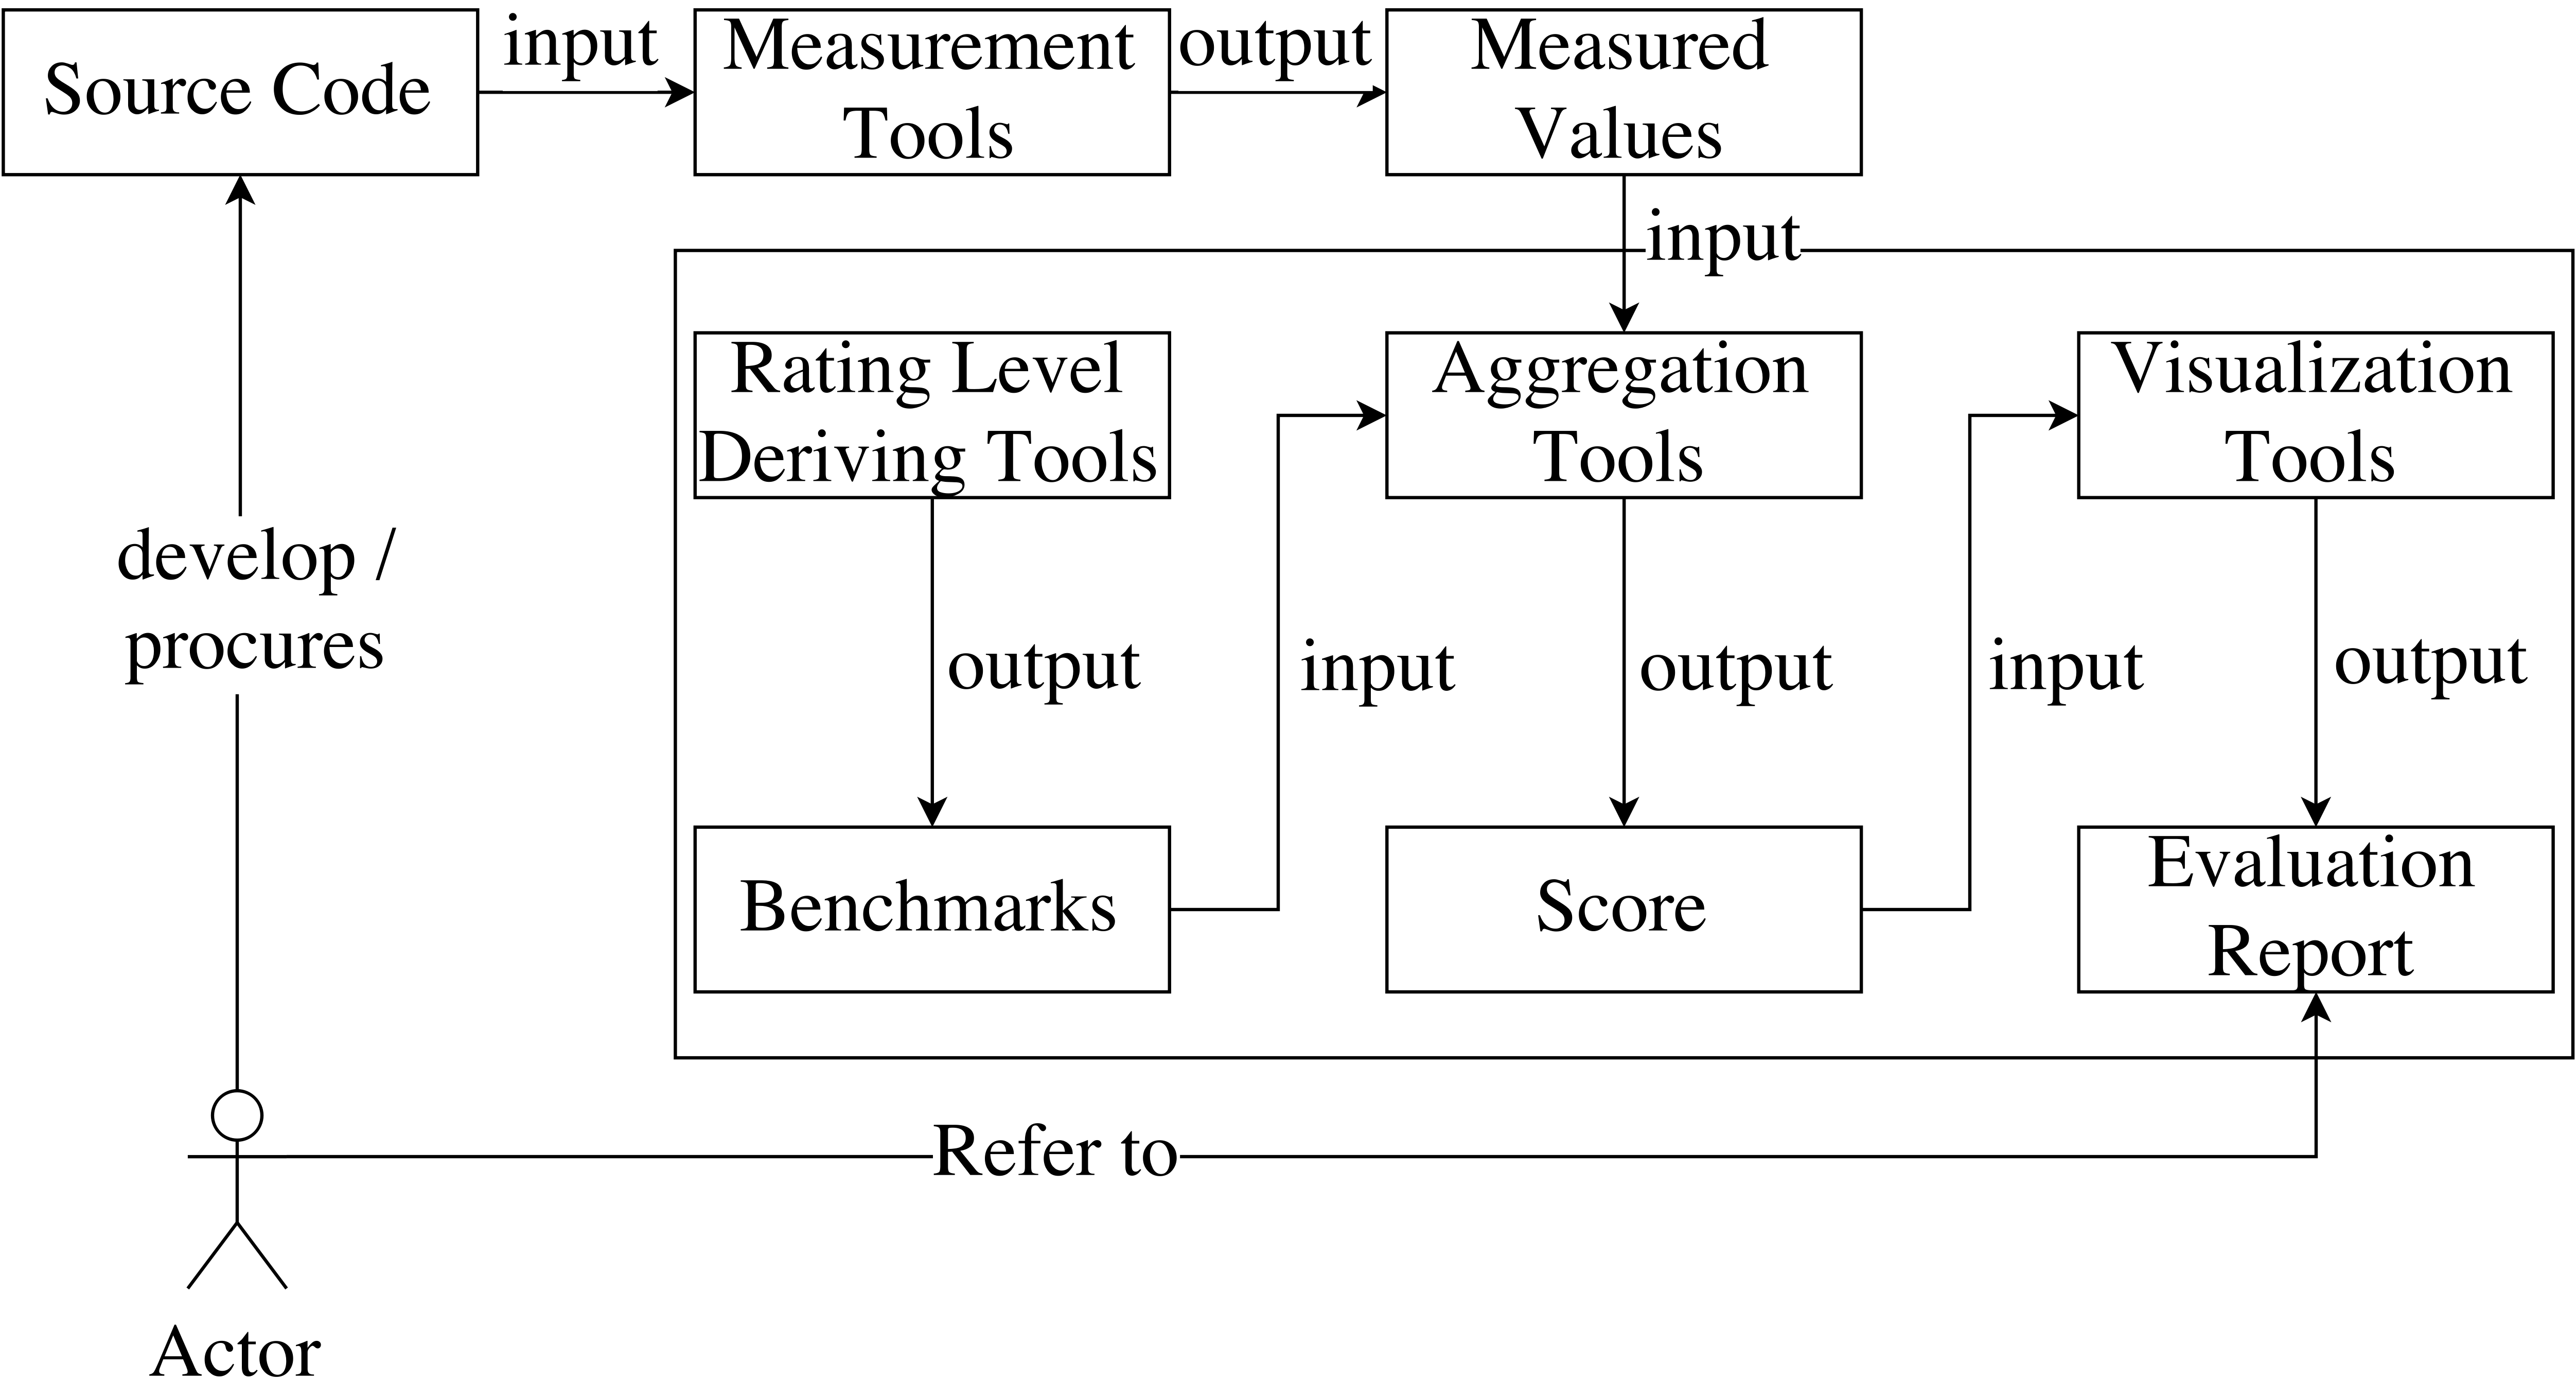 Source Code
input
Measurement
Tools
output
Measured
Values
input
Rating Level
Deriving Tools
Aggregation
Tools
Visualization
Tools
develop /
procures
output
input
output
input
output
Benchmarks
Score
Evaluation
Report
Refer to
Actor